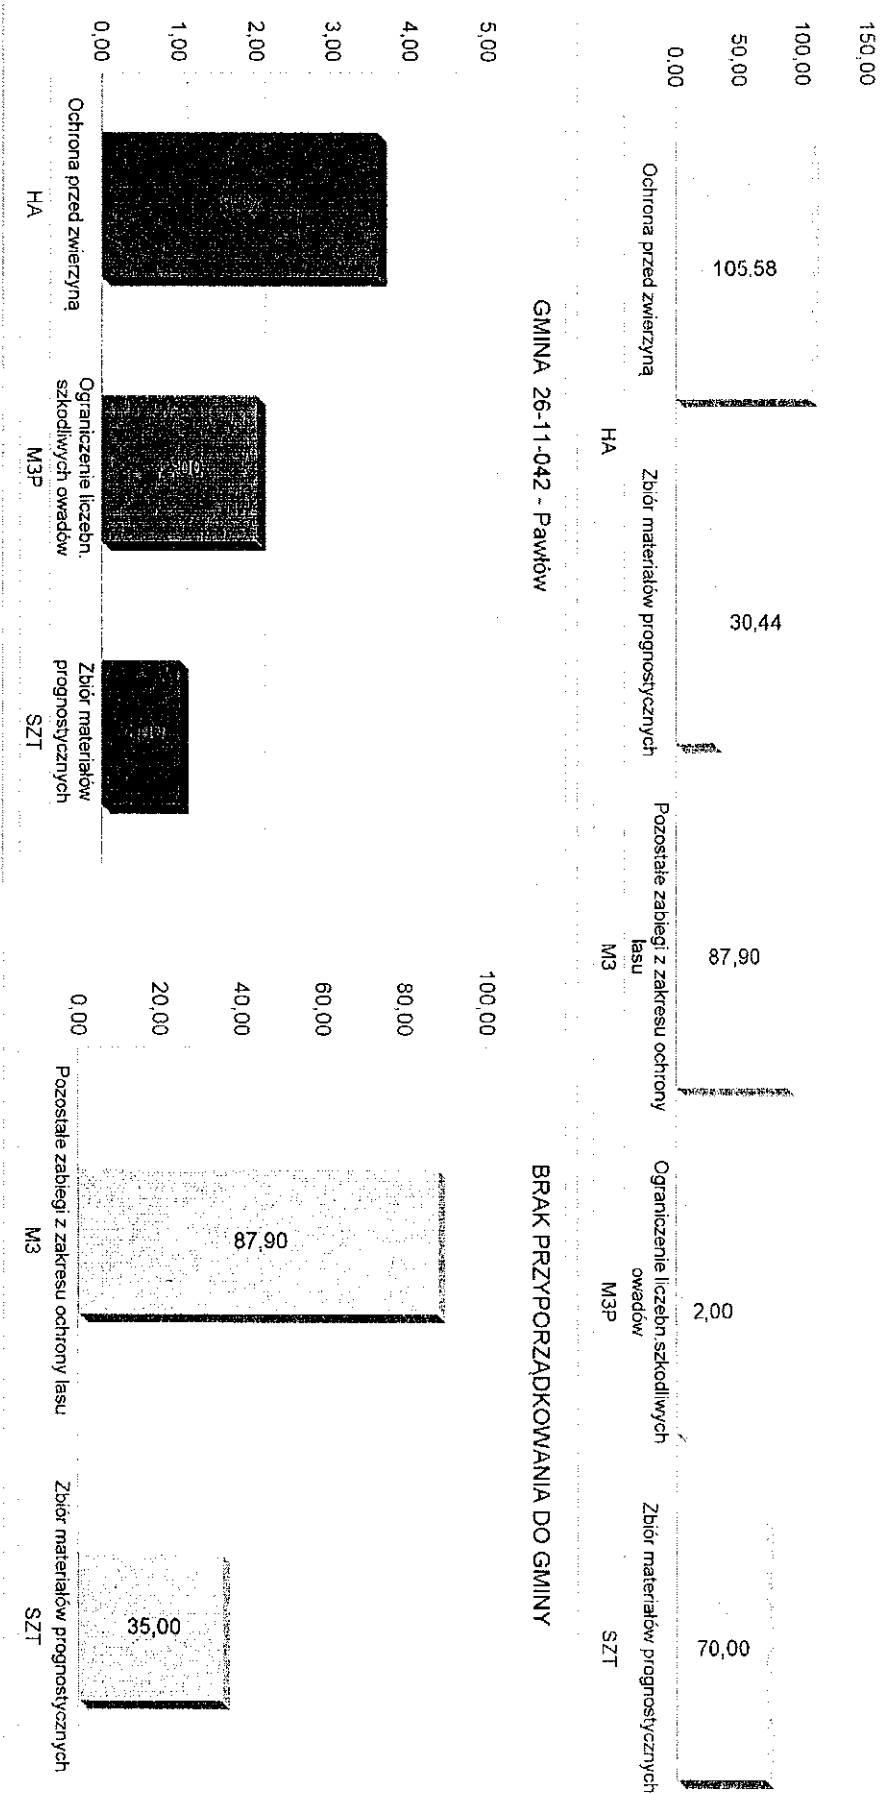 150,00
100,00
50,00
0,00
105,58
30,44
87,90
2,00
70,00
Ochrona przed zwierzyną
Zbiór materiałów prognostycznych
Pozostałe zabiegi z zakresu ochrony
lasu
Ograniczenie liczebn.szkodliwych
owadów
Zbiór materiałów prognostycznych
HA
M3
M3P
SZT
GMINA 26-11-042 - Pawłów
5,00
4,00
3,00
2,00
1,00
0,00
Ochrona przed zwierzyną
Ograniczenie liczebn.
szkodliwych owadów
Zbiór materiałów
prognostycznych
HA
M3P
SZT
BRAK PRZYPORZĄDKOWANIA DO GMINY
100,00
80,00
60,00
40,00
20,00
0,00
87,90
35,00
Pozostałe zabiegi z zakresu ochrony lasu
Zbiór materiałów prognostycznych
M3
SZT